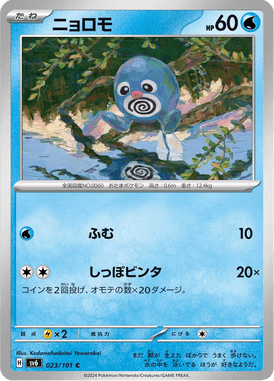 たね ニョロモ HP60
全国図鑑NO.0060 おたまポケモン 高さ：0.6m 重さ：12.4kg
ふむ 10
しっぽビンタ 20×
コインを2回投げ、オモテの数×20ダメージ。
弱点 ×2 抵抗力 にげる
Illus. Kedamahadaitai Yawarakai
H SV6 023/101 C
まだ 脚が 生えた ばかりで うまく 歩けない。
©2024 Pokémon/Nintendo/Creatures/GAME FREAK.